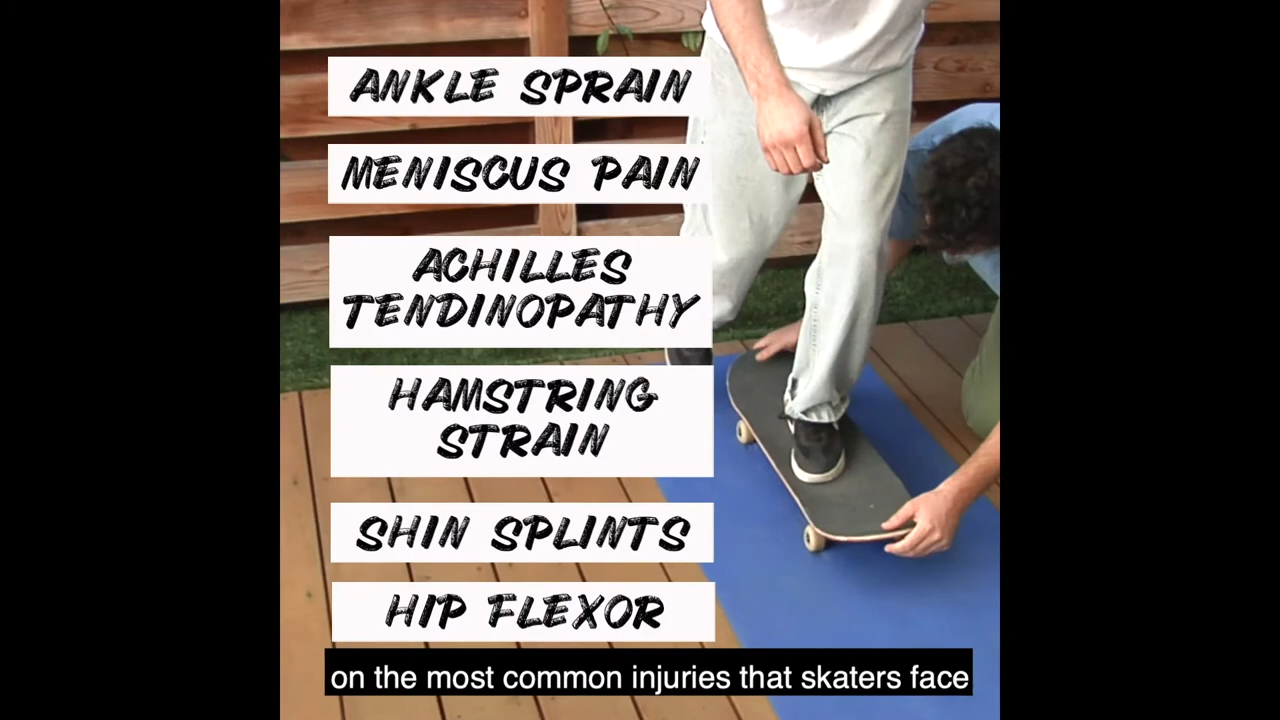 ANKLE SPRAIN
MENISCUS PAIN
ACHILLES
TENDINOPATHY
HAMSTRING
STRAIN
SHIN SPLINTS
HIP FLEXOR
on the most common injuries that skaters face